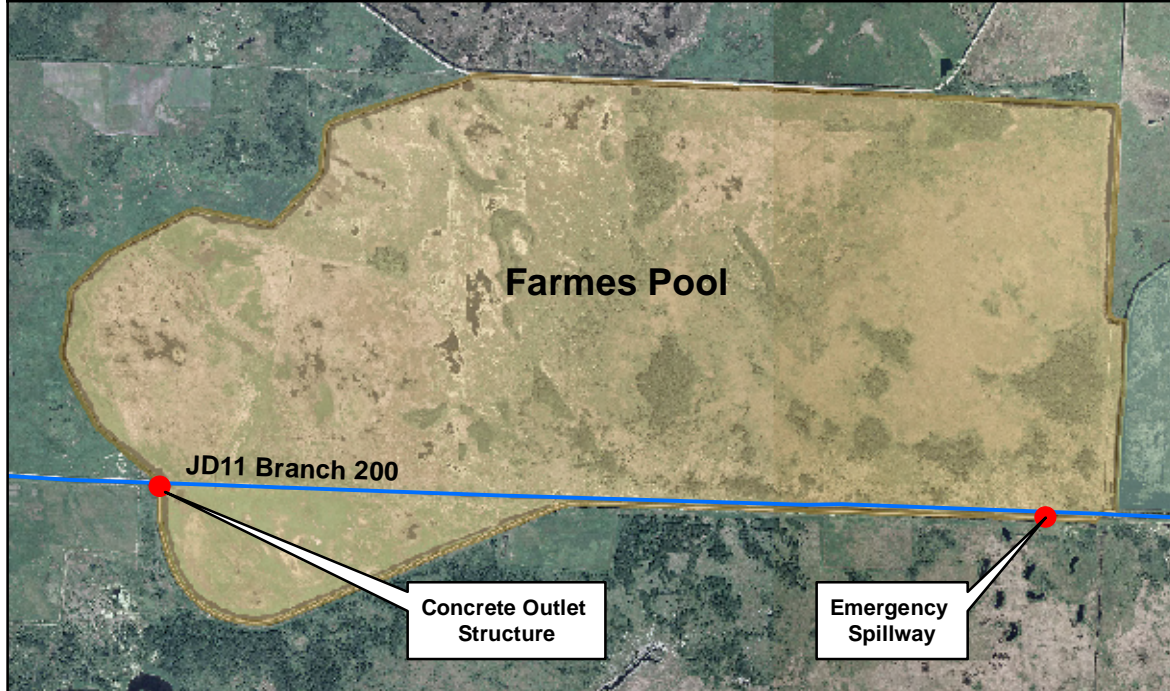 Farmes Pool
JD11 Branch 200
Concrete Outlet
Structure
Emergency
Spillway